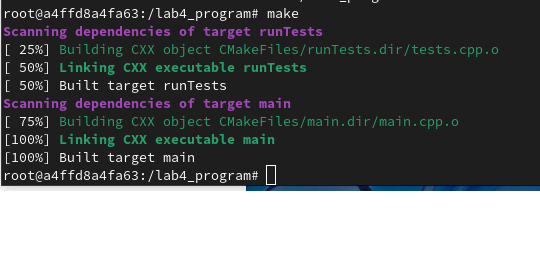 root@a4ffd8a4fa63:/lab4_program# make
Scanning dependencies of target runTests
[ 25%] Building CXX object CMakeFiles/runTests.dir/tests.cpp.o
[ 50%] Linking CXX executable runTests
[ 50%] Built target runTests
Scanning dependencies of target main
[ 75%] Building CXX object CMakeFiles/main.dir/main.cpp.o
[100%] Linking CXX executable main
[100%] Built target main
root@a4ffd8a4fa63:/lab4_program#